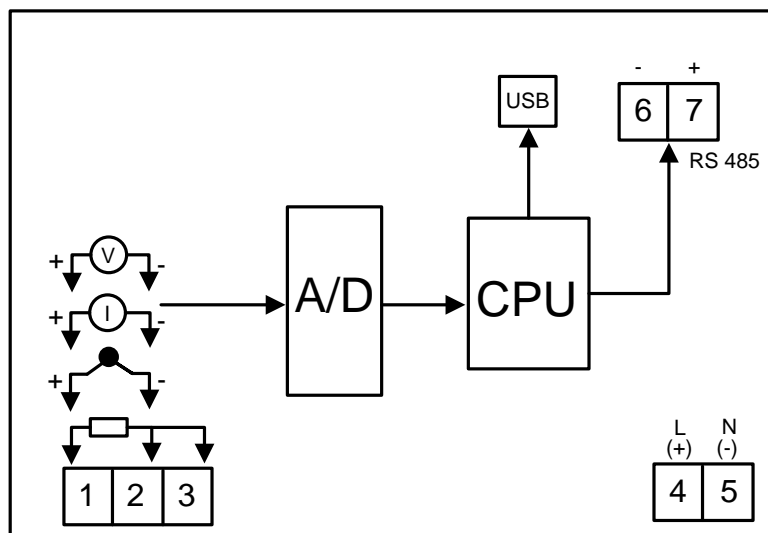 - +
USB
6 7
RS 485
+ V -
A/D
CPU
+ I -
+ -
L N
(+) (-)
1 2 3
4 5